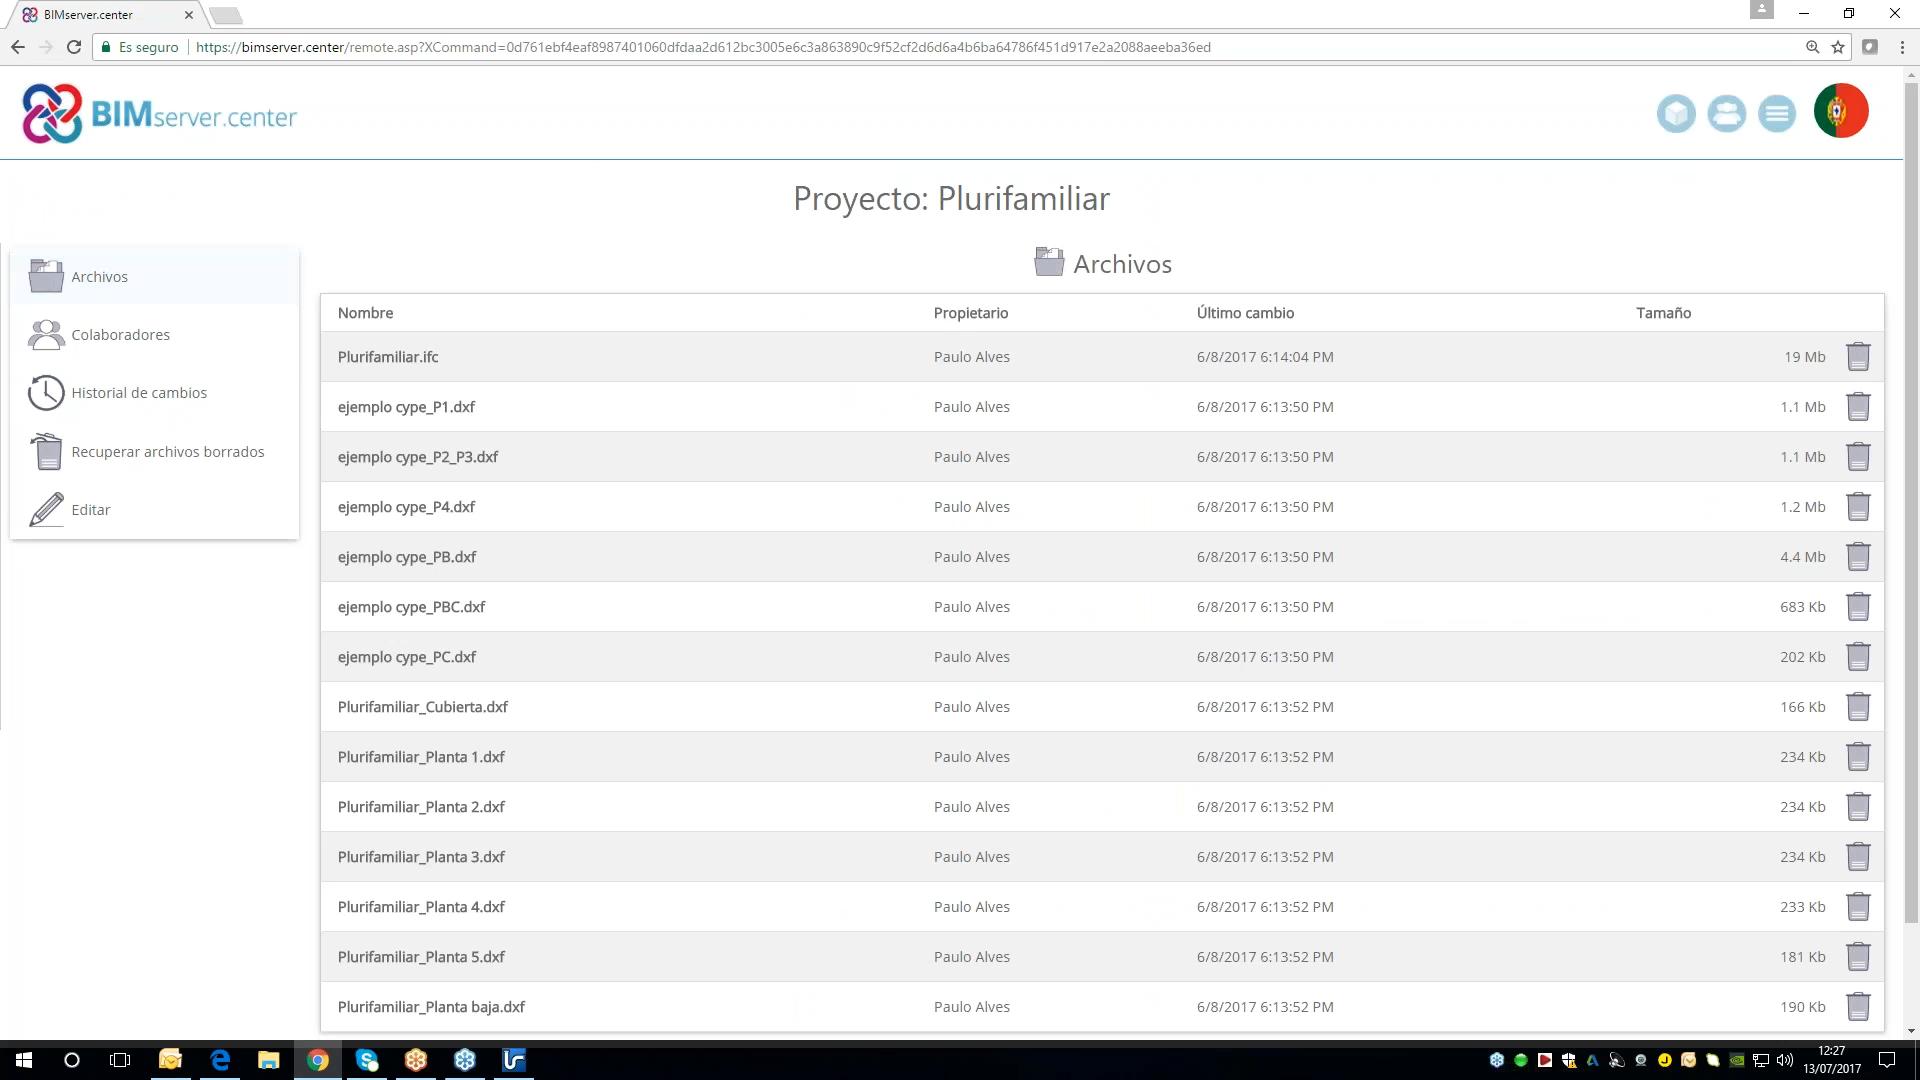 BIMserver.center
Es seguro https://bimserver.center/remote.asp?XCommand=0d761ebf4eaf8987401060dfdaa2d612bc3005e6c3a863890c9f52cf2d6d6a4b6ba64786f451d917e2a2088aeeba36ed
BIMserver.center
Proyecto: Plurifamiliar
Archivos
Colaboradores
Historial de cambios
Recuperar archivos borrados
Editar
Archivos
Nombre Propietario Último cambio Tamaño
Plurifamiliar.ifc Paulo Alves 6/8/2017 6:14:04 PM 19 Mb
ejemplo cype_P1.dxf Paulo Alves 6/8/2017 6:13:50 PM 1.1 Mb
ejemplo cype_P2_P3.dxf Paulo Alves 6/8/2017 6:13:50 PM 1.1 Mb
ejemplo cype_P4.dxf Paulo Alves 6/8/2017 6:13:50 PM 1.2 Mb
ejemplo cype_PB.dxf Paulo Alves 6/8/2017 6:13:50 PM 4.4 Mb
ejemplo cype_PBC.dxf Paulo Alves 6/8/2017 6:13:50 PM 683 Kb
ejemplo cype_PC.dxf Paulo Alves 6/8/2017 6:13:50 PM 202 Kb
Plurifamiliar_Cubierta.dxf Paulo Alves 6/8/2017 6:13:52 PM 166 Kb
Plurifamiliar_Planta 1.dxf Paulo Alves 6/8/2017 6:13:52 PM 234 Kb
Plurifamiliar_Planta 2.dxf Paulo Alves 6/8/2017 6:13:52 PM 234 Kb
Plurifamiliar_Planta 3.dxf Paulo Alves 6/8/2017 6:13:52 PM 234 Kb
Plurifamiliar_Planta 4.dxf Paulo Alves 6/8/2017 6:13:52 PM 233 Kb
Plurifamiliar_Planta 5.dxf Paulo Alves 6/8/2017 6:13:52 PM 181 Kb
Plurifamiliar_Planta baja.dxf Paulo Alves 6/8/2017 6:13:52 PM 190 Kb
12:27
13/07/2017